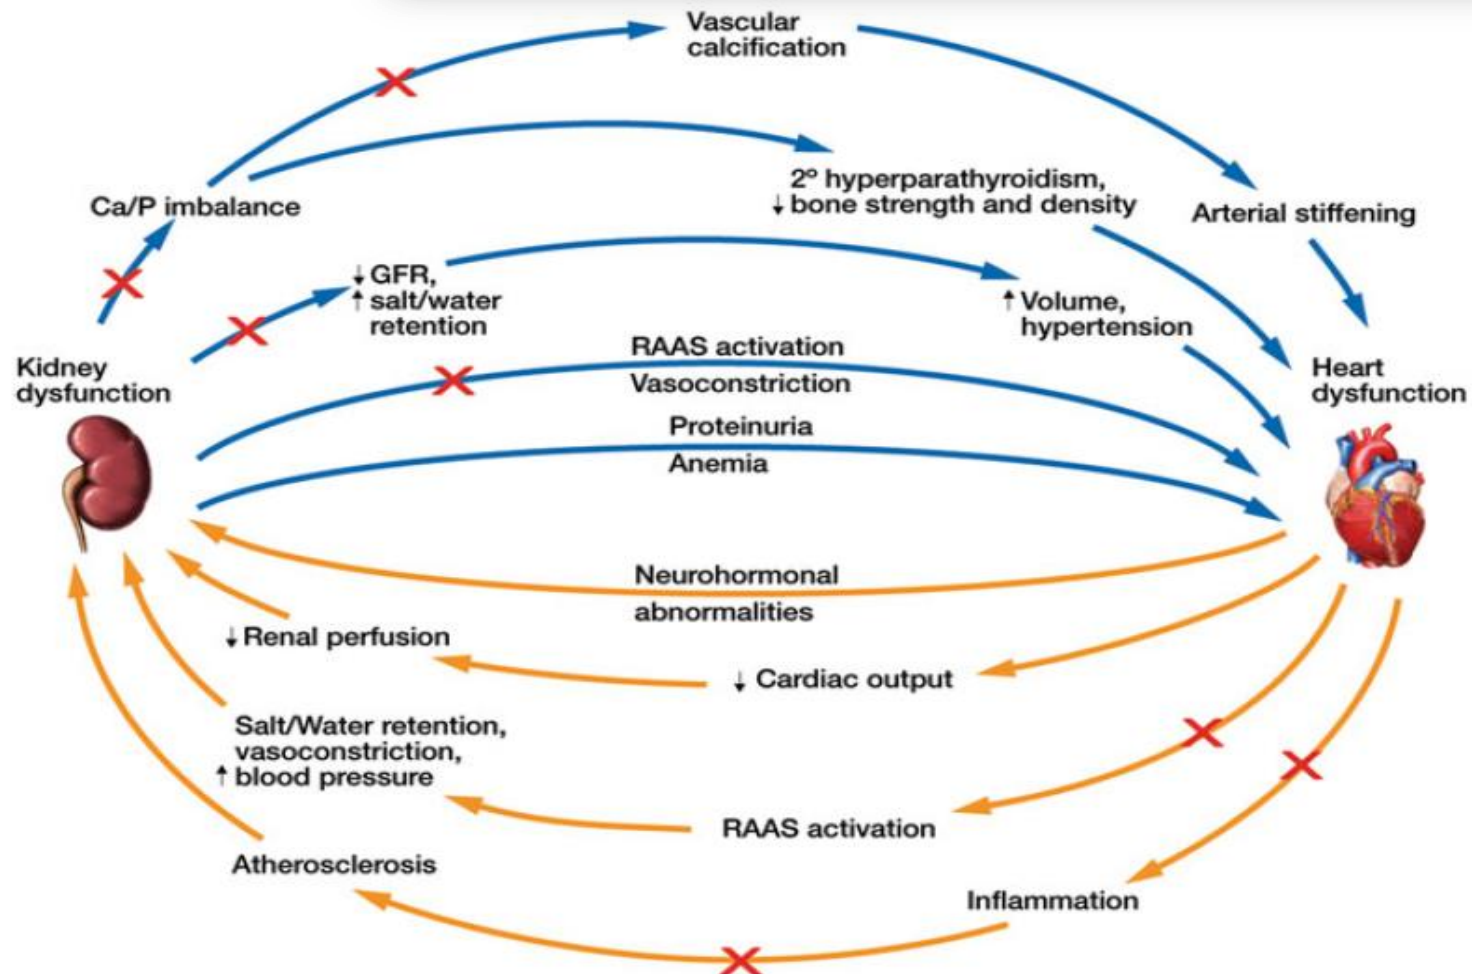 Vascular
calcification
Ca/P imbalance
2º hyperparathyroidism,
↓ bone strength and density
Arterial stiffening
↓ GFR,
↑ salt/water
retention
↑ Volume,
hypertension
Kidney
dysfunction
RAAS activation
Vasoconstriction
Heart
dysfunction
Proteinuria
Anemia
Neurohormonal
abnormalities
↓ Renal perfusion
↓ Cardiac output
Salt/Water retention,
vasoconstriction,
↑ blood pressure
RAAS activation
Atherosclerosis
Inflammation